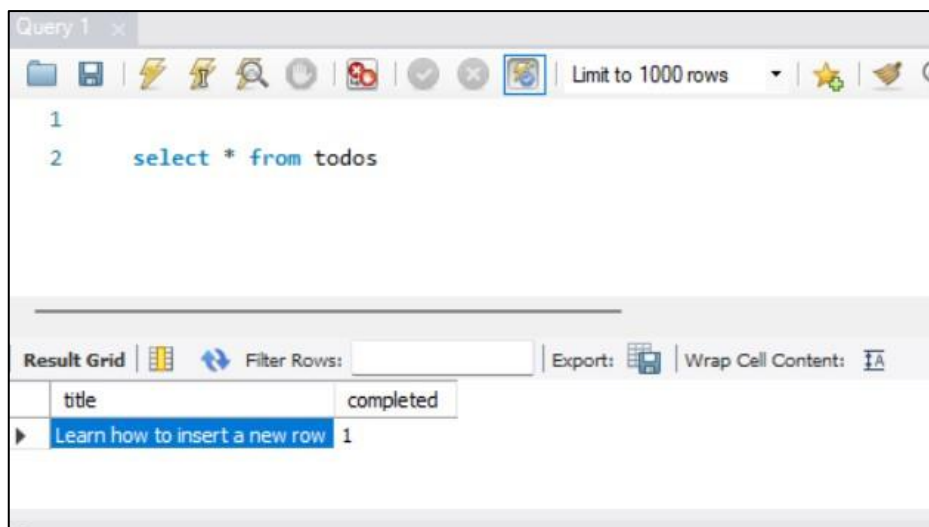 Query 1
Limit to 1000 rows
1
2 select * from todos
Result Grid Filter Rows: Export: Wrap Cell Content:
title completed
Learn how to insert a new row 1